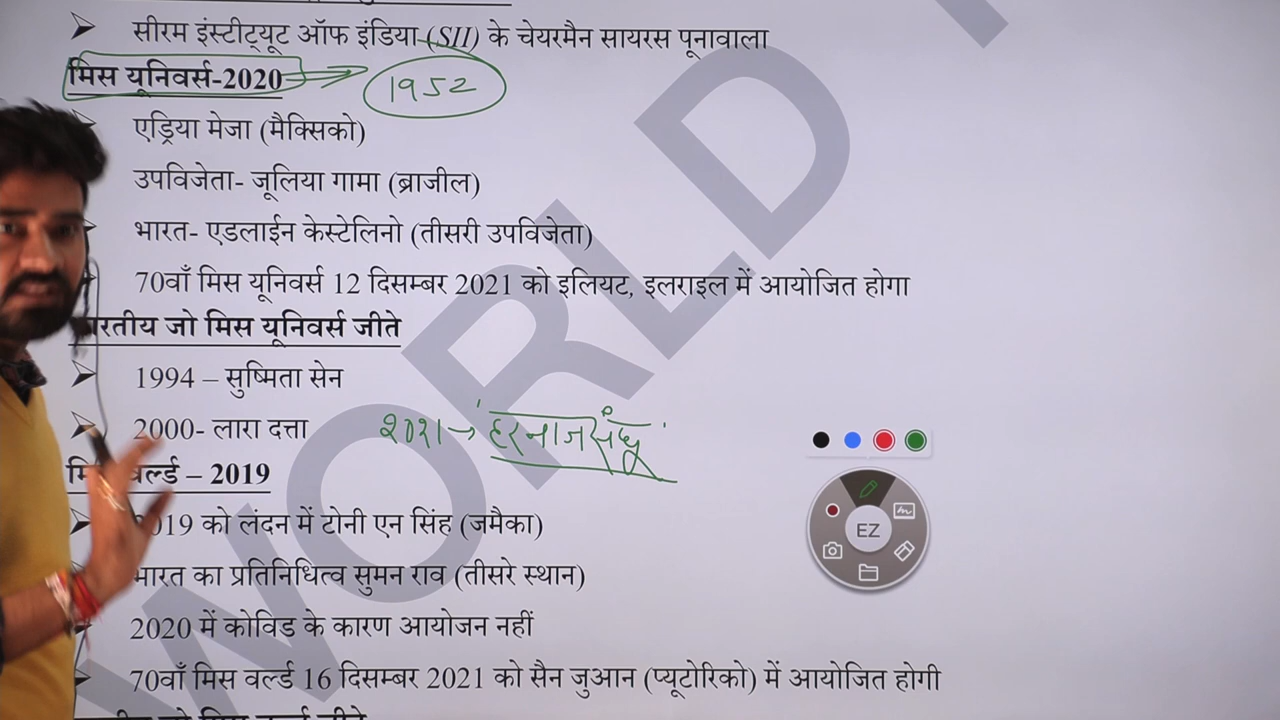 सीरम इंस्टीट्यूट ऑफ इंडिया (SII) के चेयरमैन सायरस पूनावाला
मिस यूनिवर्स-2020 1952
एड्रिया मेजा (मैक्सिको)
उपविजेता- जूलिया गामा (ब्राजील)
भारत- एडलाईन केस्टेलिनो (तीसरी उपविजेता)
70वाँ मिस यूनिवर्स 12 दिसम्बर 2021 को इलियट, इलराइल में आयोजित होगा
भारतीय जो मिस यूनिवर्स जीते
1994 – सुष्मिता सेन
2000- लारा दत्ता २०२१ → हरनाज संधू
वर्ल्ड – 2019
2019 को लंदन में टोनी एन सिंह (जमैका)
भारत का प्रतिनिधित्व सुमन राव (तीसरे स्थान)
2020 में कोविड के कारण आयोजन नहीं
70वाँ मिस वर्ल्ड 16 दिसम्बर 2021 को सैन जुआन (प्यूटोरिको) में आयोजित होगी
WORLD
EZ